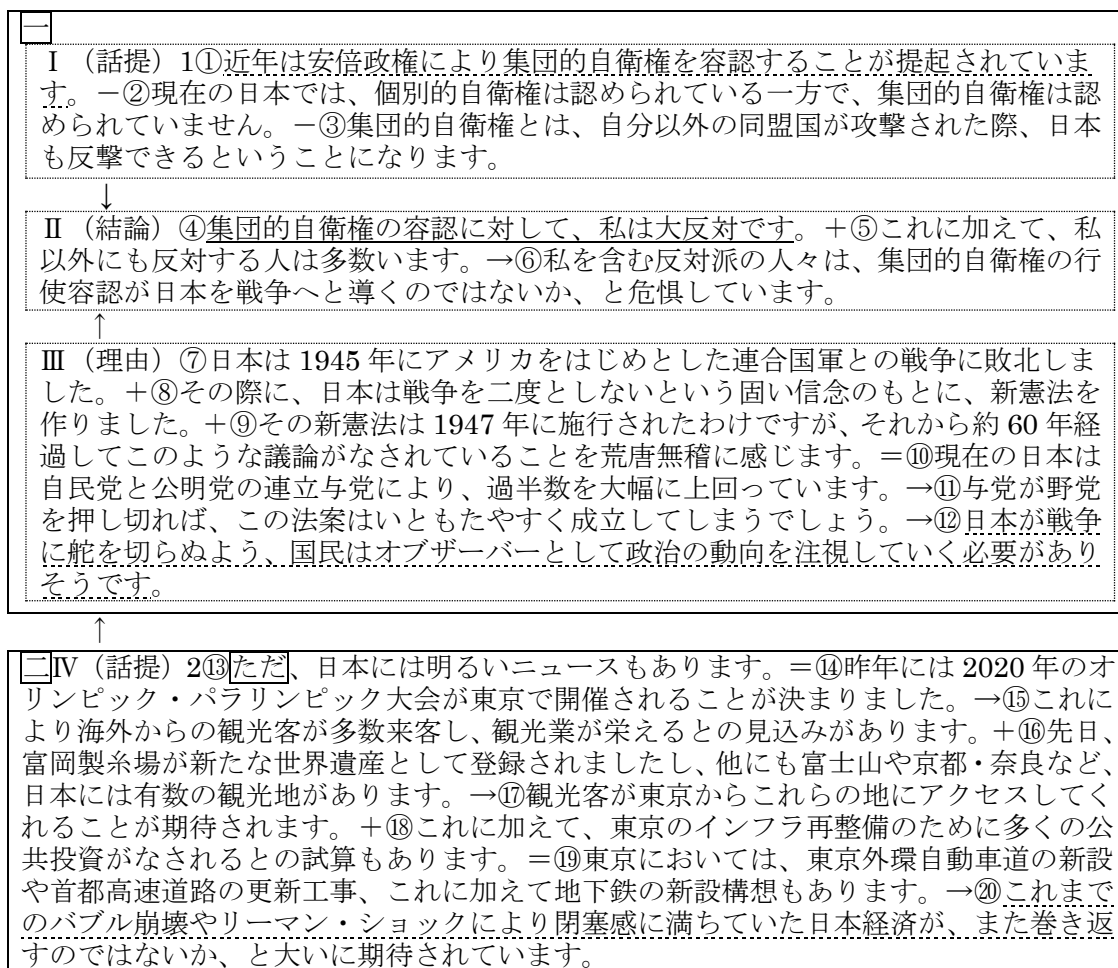 一
Ⅰ（話提）1①近年は安倍政権により集団的自衛権を容認することが提起されていま
す。－②現在の日本では、個別的自衛権は認められている一方で、集団的自衛権は認
められていません。－③集団的自衛権とは、自分以外の同盟国が攻撃された際、日本
も反撃できるということになります。
↓
Ⅱ（結論）④集団的自衛権の容認に対して、私は大反対です。＋⑤これに加えて、私
以外にも反対する人は多数います。→⑥私を含む反対派の人々は、集団的自衛権の行
使容認が日本を戦争へと導くのではないか、と危惧しています。
↑
Ⅲ（理由）⑦日本は 1945 年にアメリカをはじめとした連合国軍との戦争に敗北しま
した。＋⑧その際に、日本は戦争を二度としないという固い信念のもとに、新憲法を
作りました。＋⑨その新憲法は 1947 年に施行されたわけですが、それから約 60 年経
過してこのような議論がなされていることを荒唐無稽に感じます。＝⑩現在の日本は
自民党と公明党の連立与党により、過半数を大幅に上回っています。→⑪与党が野党
を押し切れば、この法案はいともたやすく成立してしまうでしょう。→⑫日本が戦争
に舵を切らぬよう、国民はオブザーバーとして政治の動向を注視していく必要があり
そうです。
↑
二Ⅳ（話提）2⑬ただ、日本には明るいニュースもあります。＝⑭昨年には 2020 年のオ
リンピック・パラリンピック大会が東京で開催されることが決まりました。→⑮これに
より海外からの観光客が多数来客し、観光業が栄えるとの見込みがあります。＋⑯先日、
富岡製糸場が新たな世界遺産として登録されましたし、他にも富士山や京都・奈良など、
日本には有数の観光地があります。→⑰観光客が東京からこれらの地にアクセスしてく
れることが期待されます。＋⑱これに加えて、東京のインフラ再整備のために多くの公
共投資がなされるとの試算もあります。＝⑲東京においては、東京外環自動車道の新設
や首都高速道路の更新工事、これに加えて地下鉄の新設構想もあります。→⑳これまで
のバブル崩壊やリーマン・ショックにより閉塞感に満ちていた日本経済が、また巻き返
すのではないか、と大いに期待されています。